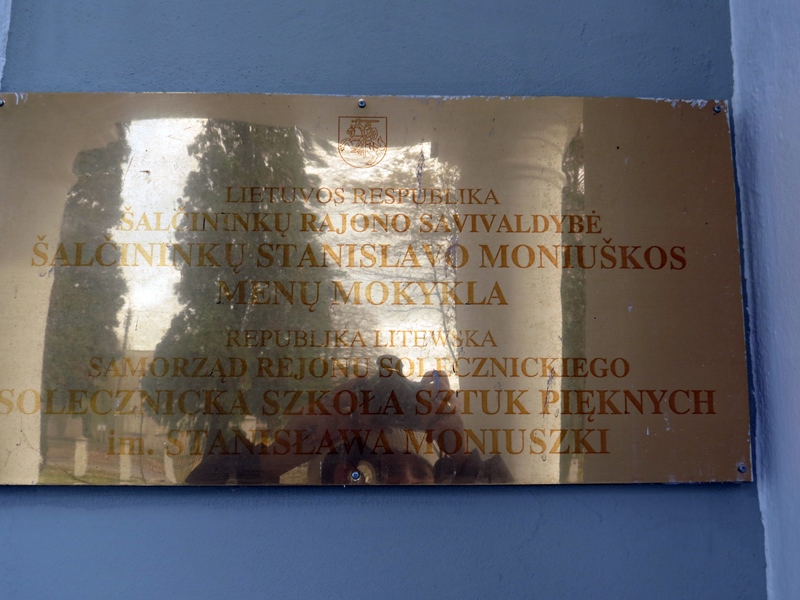 LIETUVOS RESPUBLIKA
ŠALČININKŲ RAJONO SAVIVALDYBĖ
ŠALČININKŲ STANISLAVO MONIUŠKOS
MENŲ MOKYKLA
REPUBLIKA LITEWSKA
SAMORZĄD REJONU SOLECZNICKIEGO
SOLECZNICKA SZKOŁA SZTUK PIĘKNYCH
im. STANISŁAWA MONIUSZKI